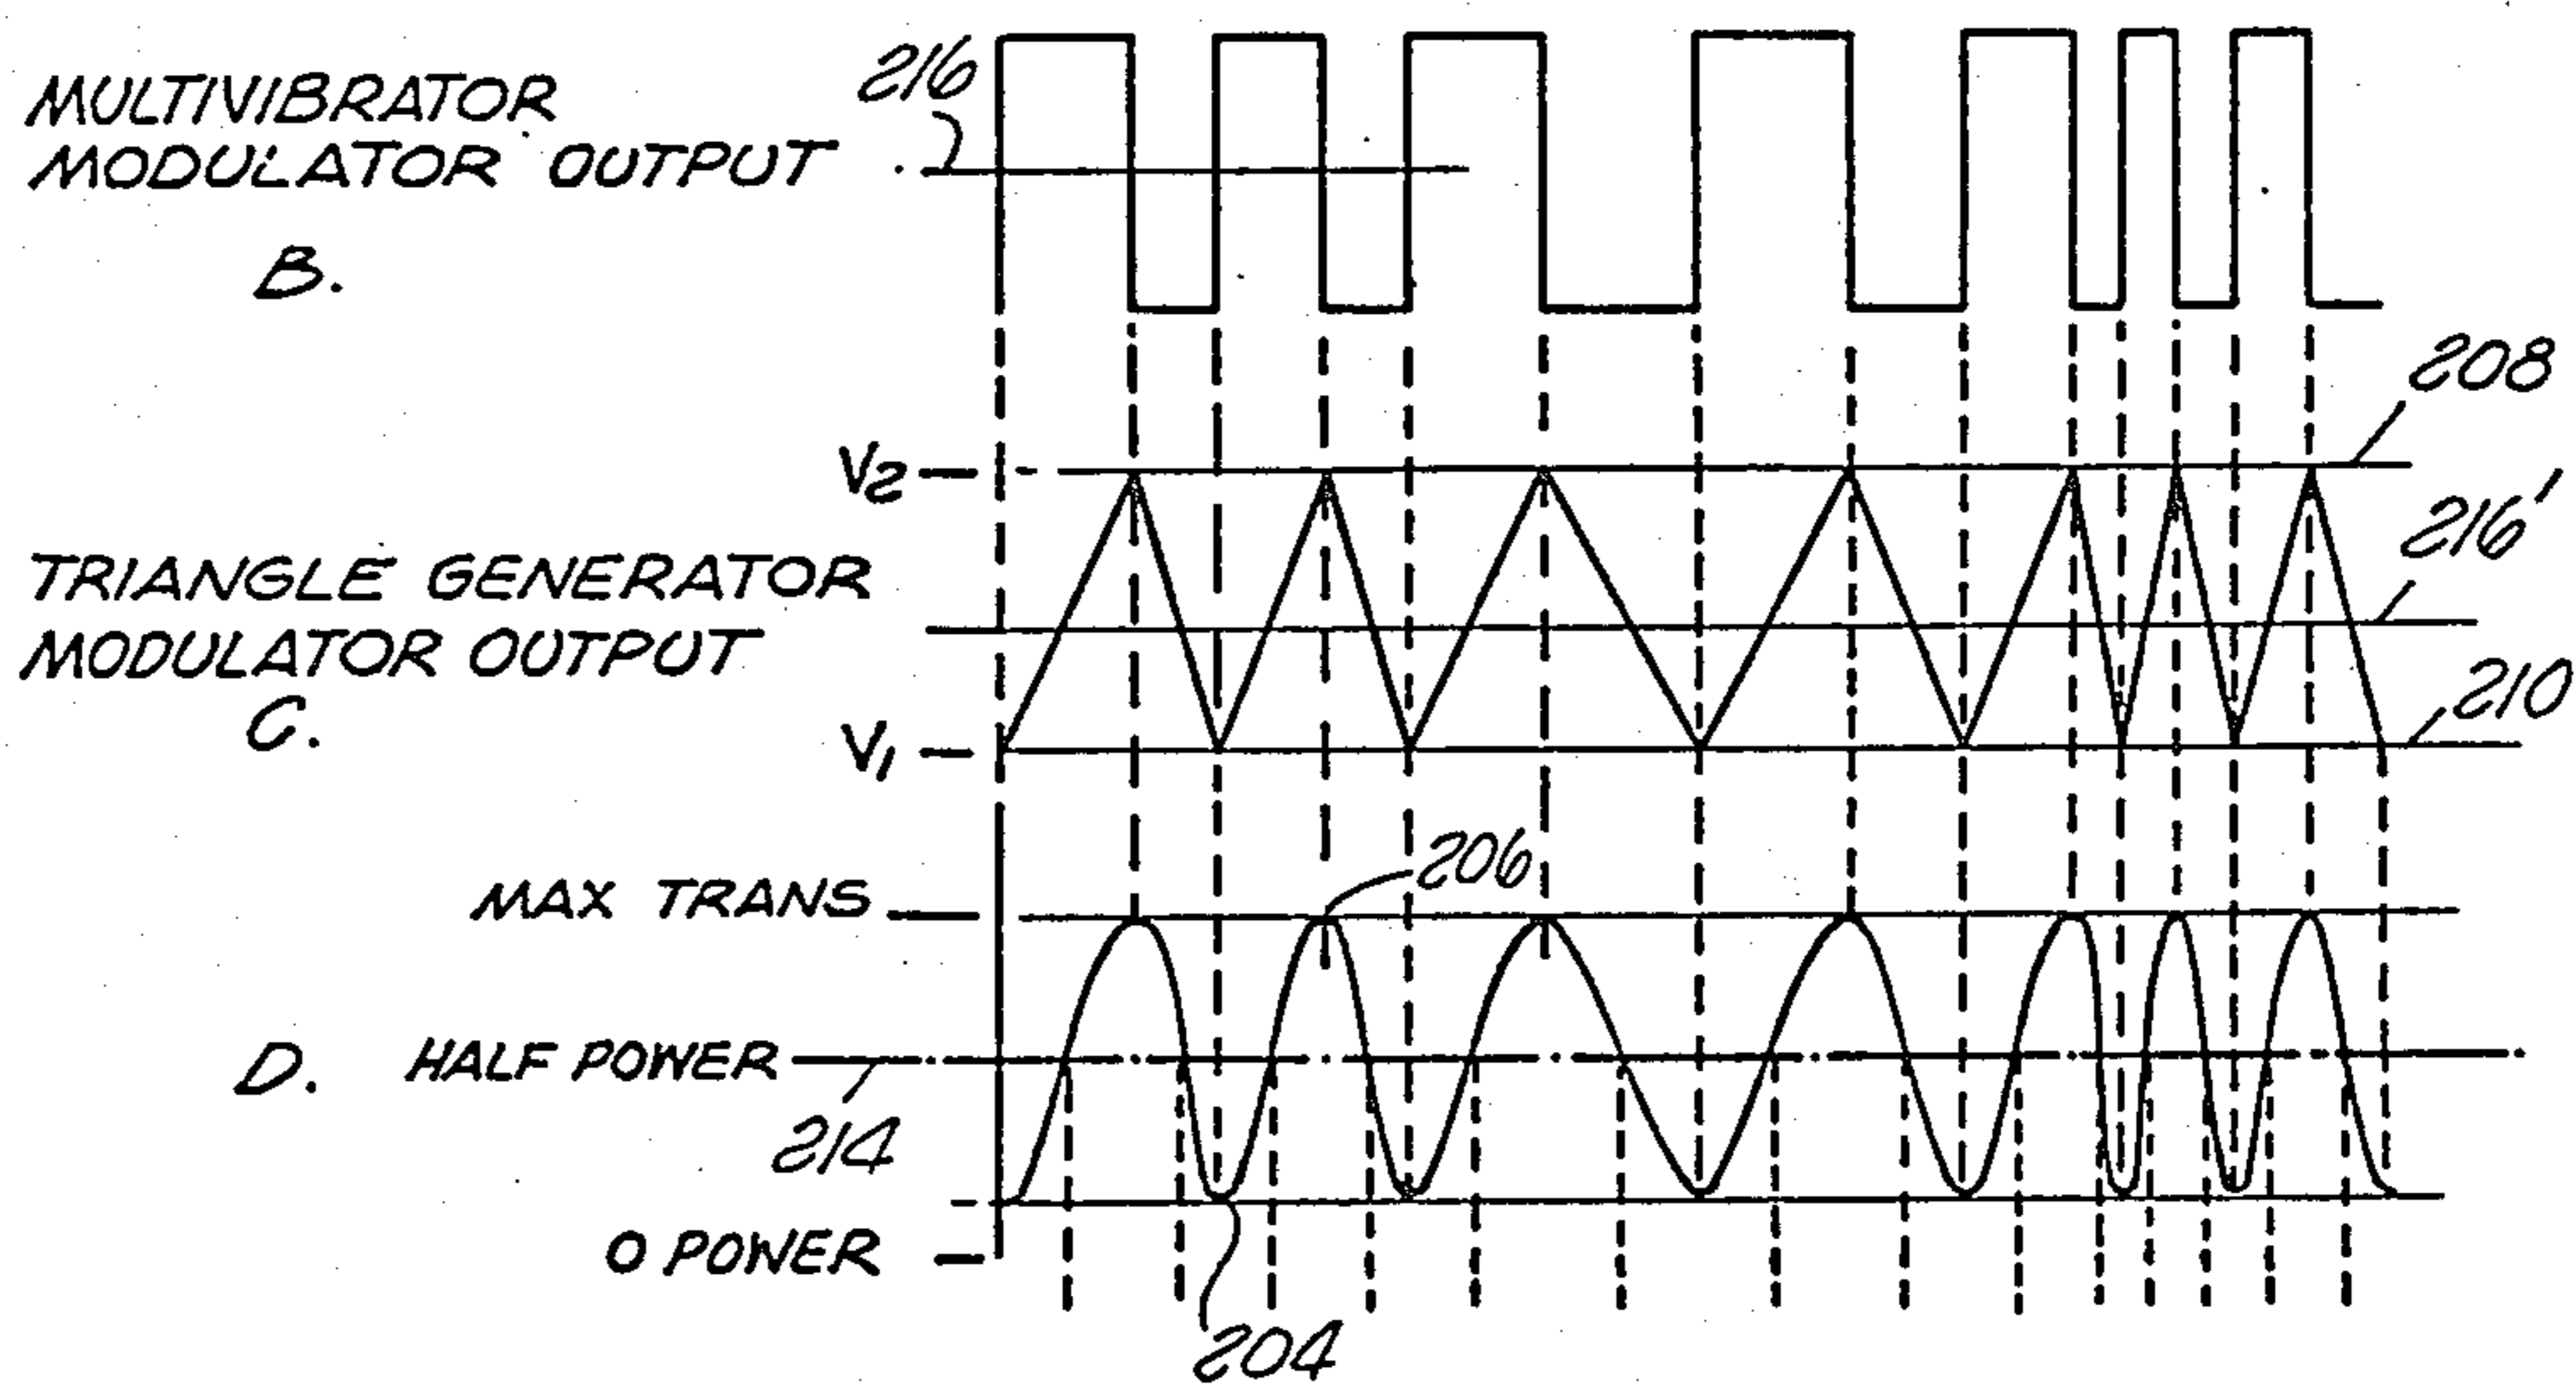 MULTIVIBRATOR
MODULATOR OUTPUT
B.
216
208
V2
216'
TRIANGLE GENERATOR
MODULATOR OUTPUT
C.
210
V1
206
MAX TRANS
D. HALF POWER
214
0 POWER
204